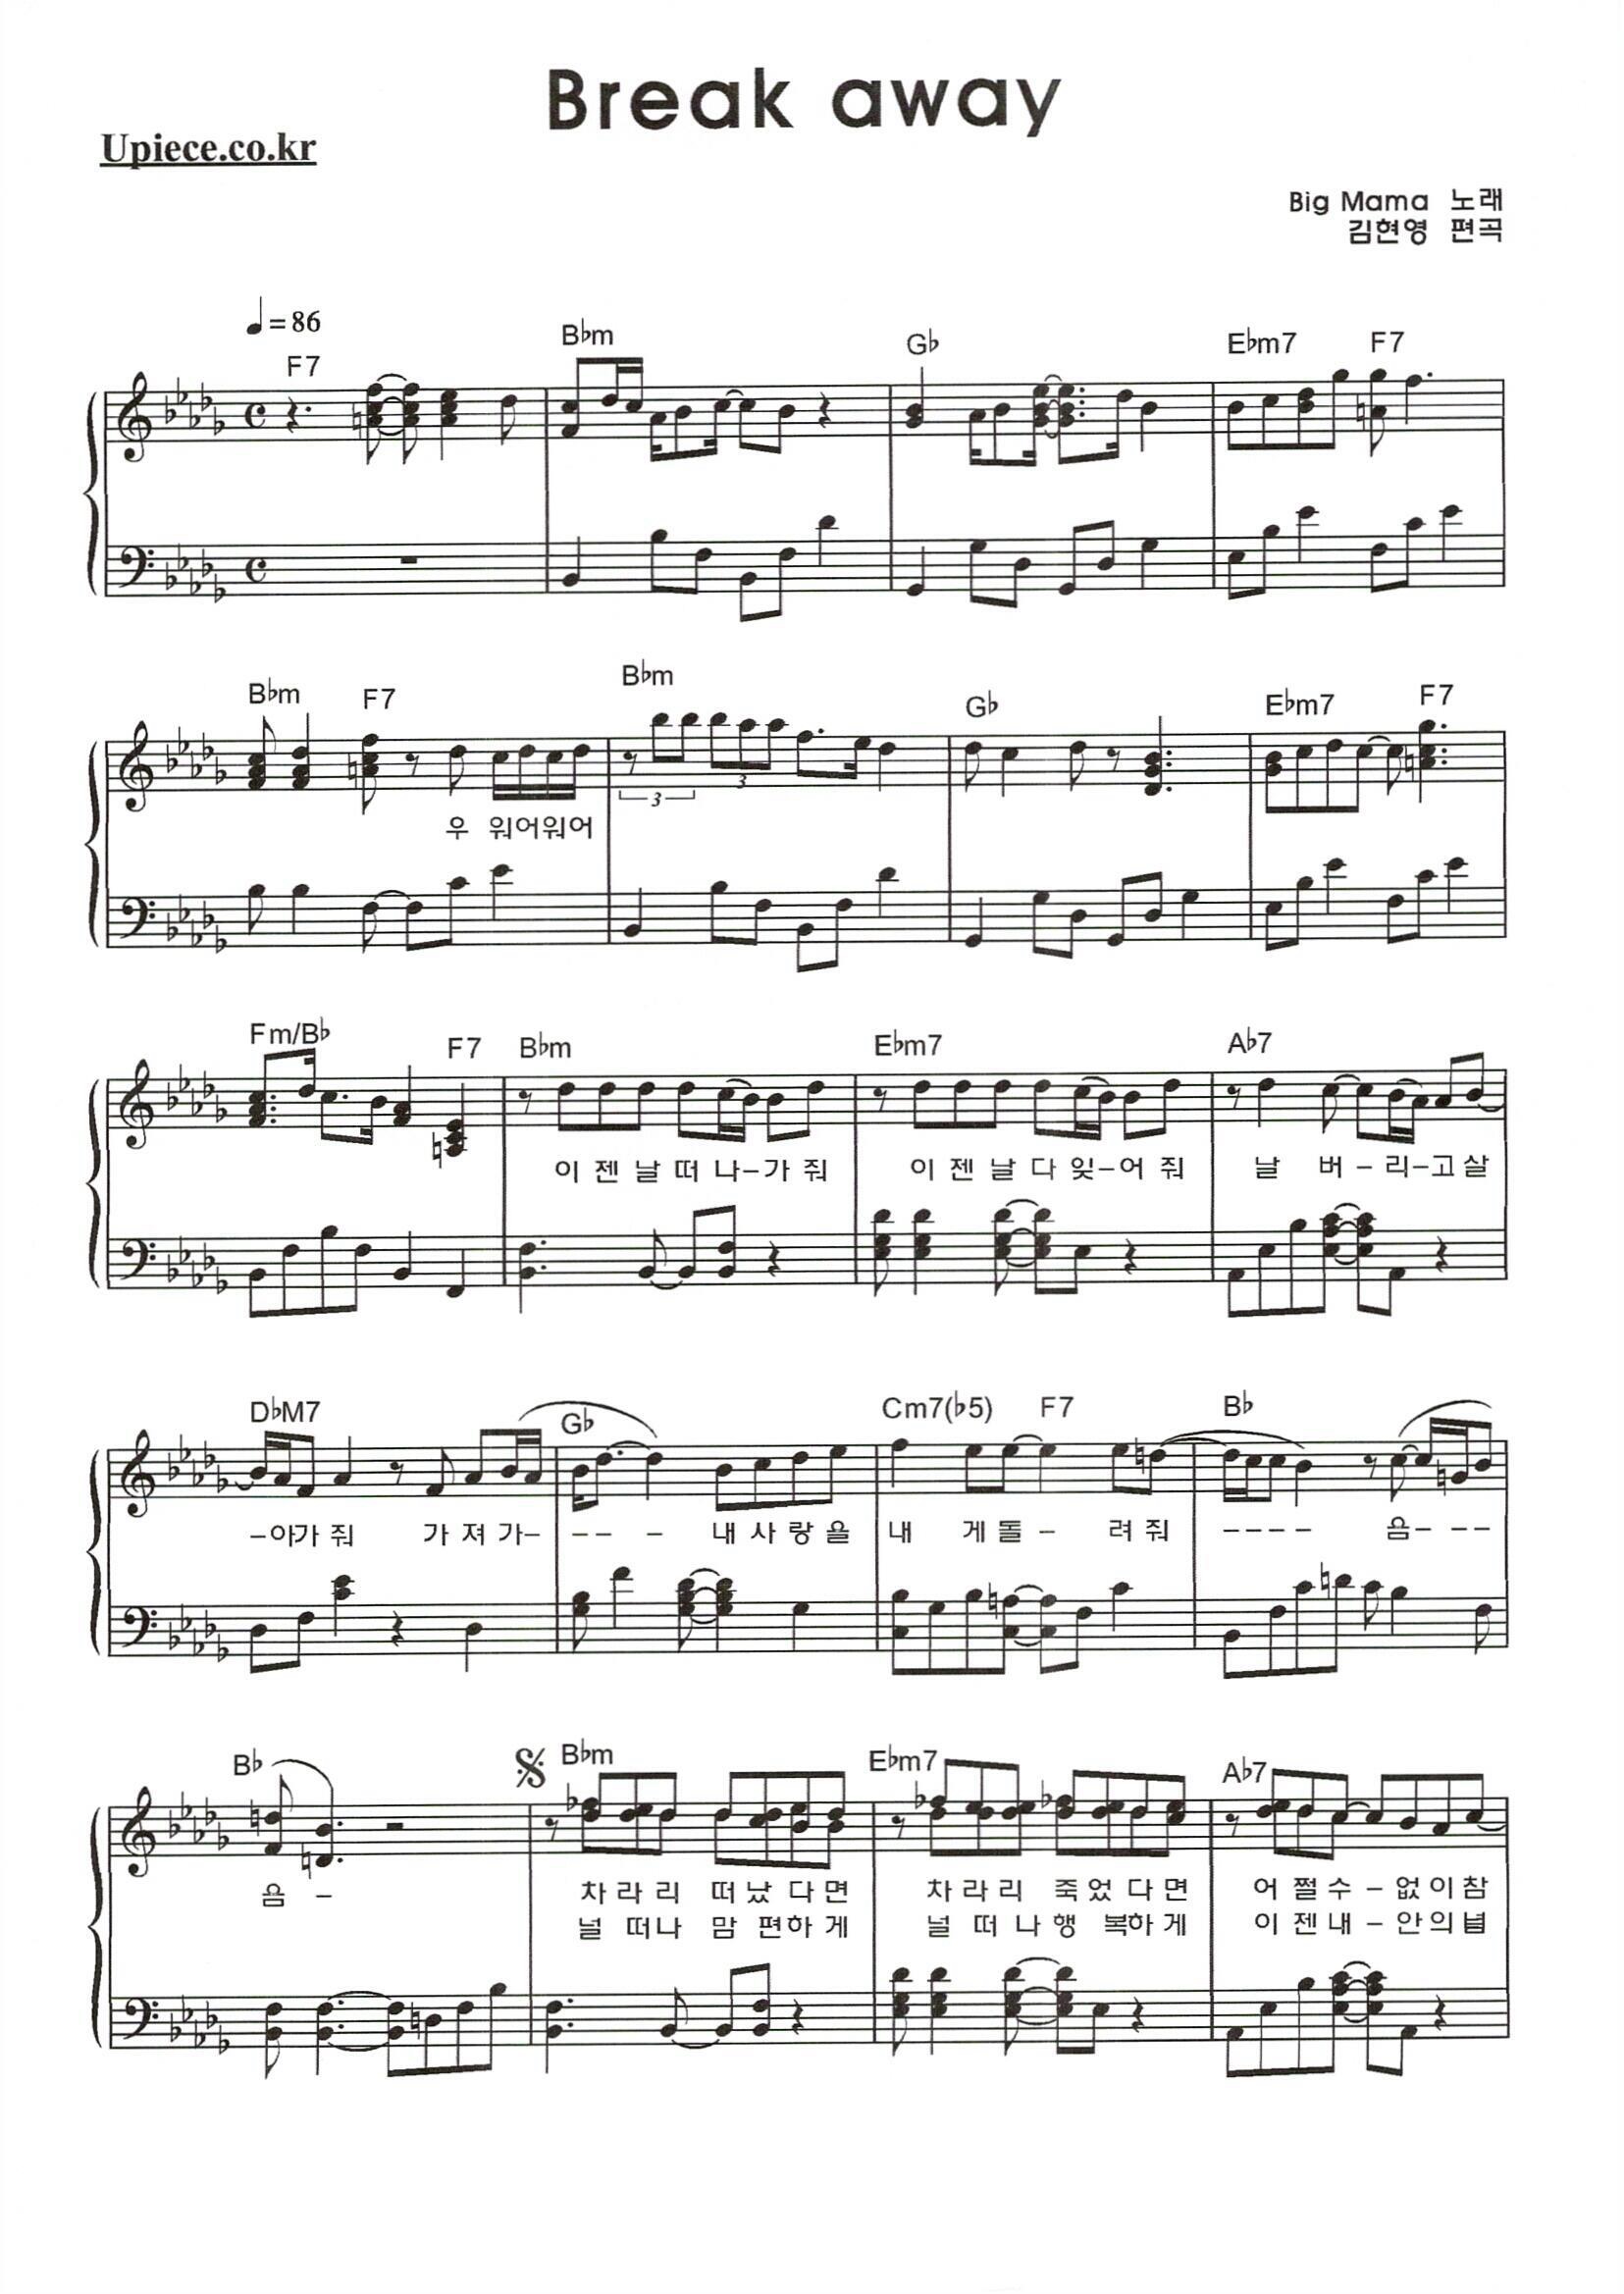 Break away
Upiece.co.kr
Big Mama 노래
김현영 편곡
♩=86
F7 B♭m G♭ E♭m7 F7
B♭m F7 B♭m G♭ E♭m7 F7
3 3
우 워어워어
Fm/B♭ F7 B♭m E♭m7 A♭7
이 젠 날 떠 나-가 줘 이 젠 날 다 잊-어 줘 날 버 - 리-고 살
D♭M7 G♭ Cm7(♭5) F7 B♭
-아가 줘 가 져 가- - - - 내 사 랑 을 내 게 돌 - 려 줘 - - - - 음- - -
B♭ B♭m E♭m7 A♭7
음 - 차 라 리 떠 났 다 면 차 라 리 죽 었 다 면 어 쩔 수 - 없 이 참
널 떠나 맘 편하 게 널 떠 나 행 복하 게 이 젠 내 - 안 의 널